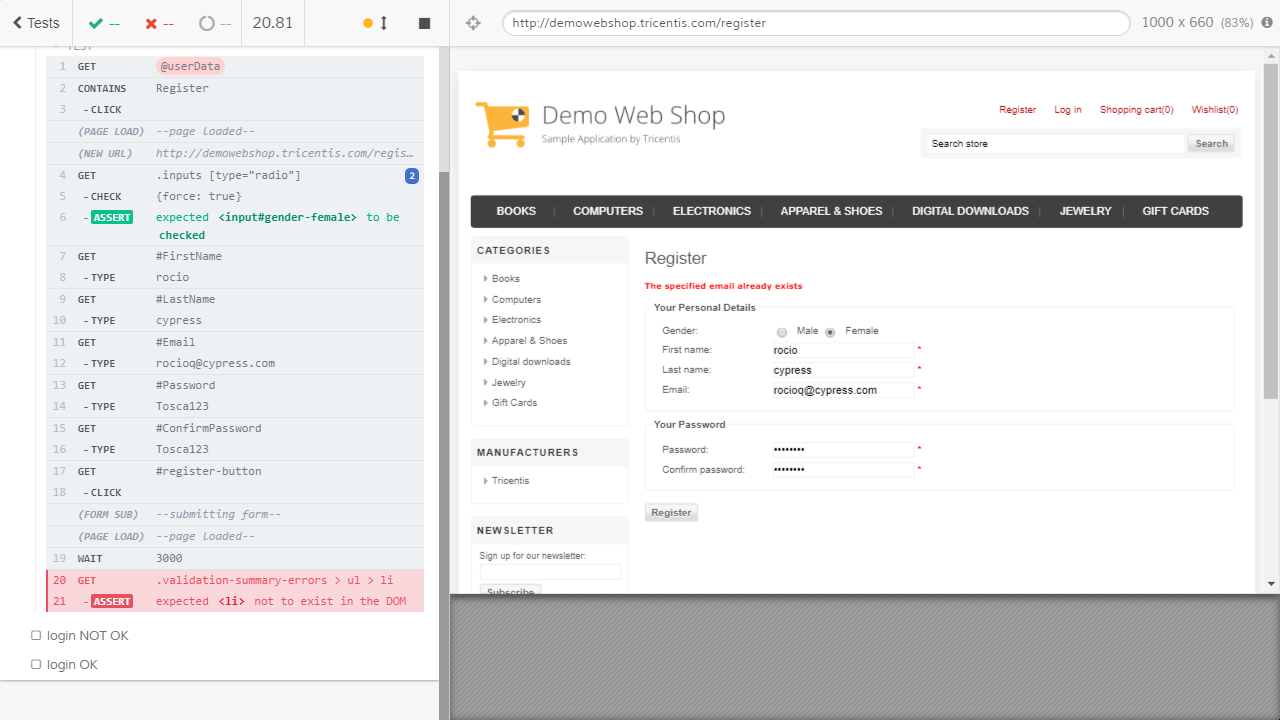 Tests -- -- -- 20.81
TEST
1 GET @userData
2 CONTAINS Register
3 -CLICK
(PAGE LOAD) --page loaded--
(NEW URL) http://demowebshop.tricentis.com/regis…
4 GET .inputs [type="radio"] 2
5 -CHECK {force: true}
6 -ASSERT expected <input#gender-female> to be
checked
7 GET #FirstName
8 -TYPE rocio
9 GET #LastName
10 -TYPE cypress
11 GET #Email
12 -TYPE rocioq@cypress.com
13 GET #Password
14 -TYPE Tosca123
15 GET #ConfirmPassword
16 -TYPE Tosca123
17 GET #register-button
18 -CLICK
(FORM SUB) --submitting form--
(PAGE LOAD) --page loaded--
19 WAIT 3000
20 GET .validation-summary-errors > ul > li
21 -ASSERT expected <li> not to exist in the DOM
login NOT OK
login OK
http://demowebshop.tricentis.com/register 1000 x 660 (83%)
Demo Web Shop
Sample Application by Tricentis
Register Log in Shopping cart(0) Wishlist(0)
Search store Search
BOOKS COMPUTERS ELECTRONICS APPAREL & SHOES DIGITAL DOWNLOADS JEWELRY GIFT CARDS
CATEGORIES
Books
Computers
Electronics
Apparel & Shoes
Digital downloads
Jewelry
Gift Cards
MANUFACTURERS
Tricentis
NEWSLETTER
Sign up for our newsletter:
Subscribe
Register
The specified email already exists
Your Personal Details
Gender: Male Female
First name: rocio *
Last name: cypress *
Email: rocioq@cypress.com *
Your Password
Password: •••••••• *
Confirm password: •••••••• *
Register